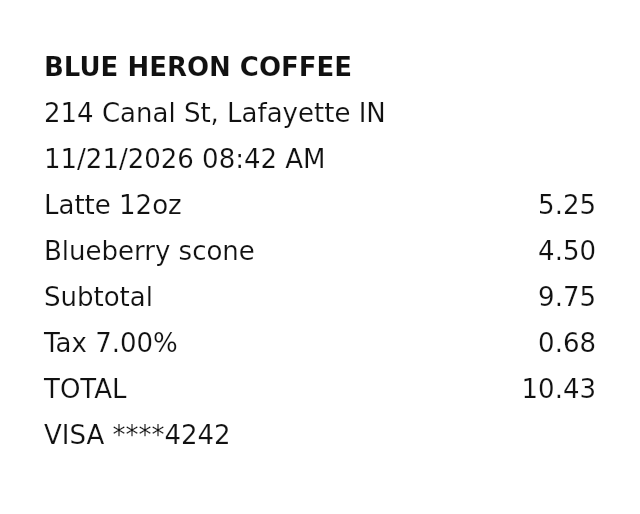 BLUE HERON COFFEE
214 Canal St, Lafayette IN
11/21/2026 08:42 AM
Latte 12oz 5.25
Blueberry scone 4.50
Subtotal 9.75
Tax 7.00% 0.68
TOTAL 10.43
VISA ****4242